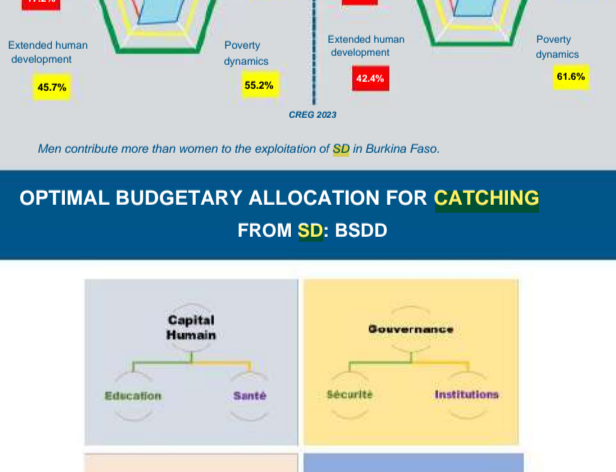 Extended human
development
45.7%
Poverty
dynamics
55.2%
Extended human
development
42.4%
Poverty
dynamics
61.6%
CREG 2023
Men contribute more than women to the exploitation of SD in Burkina Faso.
OPTIMAL BUDGETARY ALLOCATION FOR CATCHING
FROM SD: BSDD
Capital
Humain
Education
Santé
Gouvernance
Sécurité
Institutions